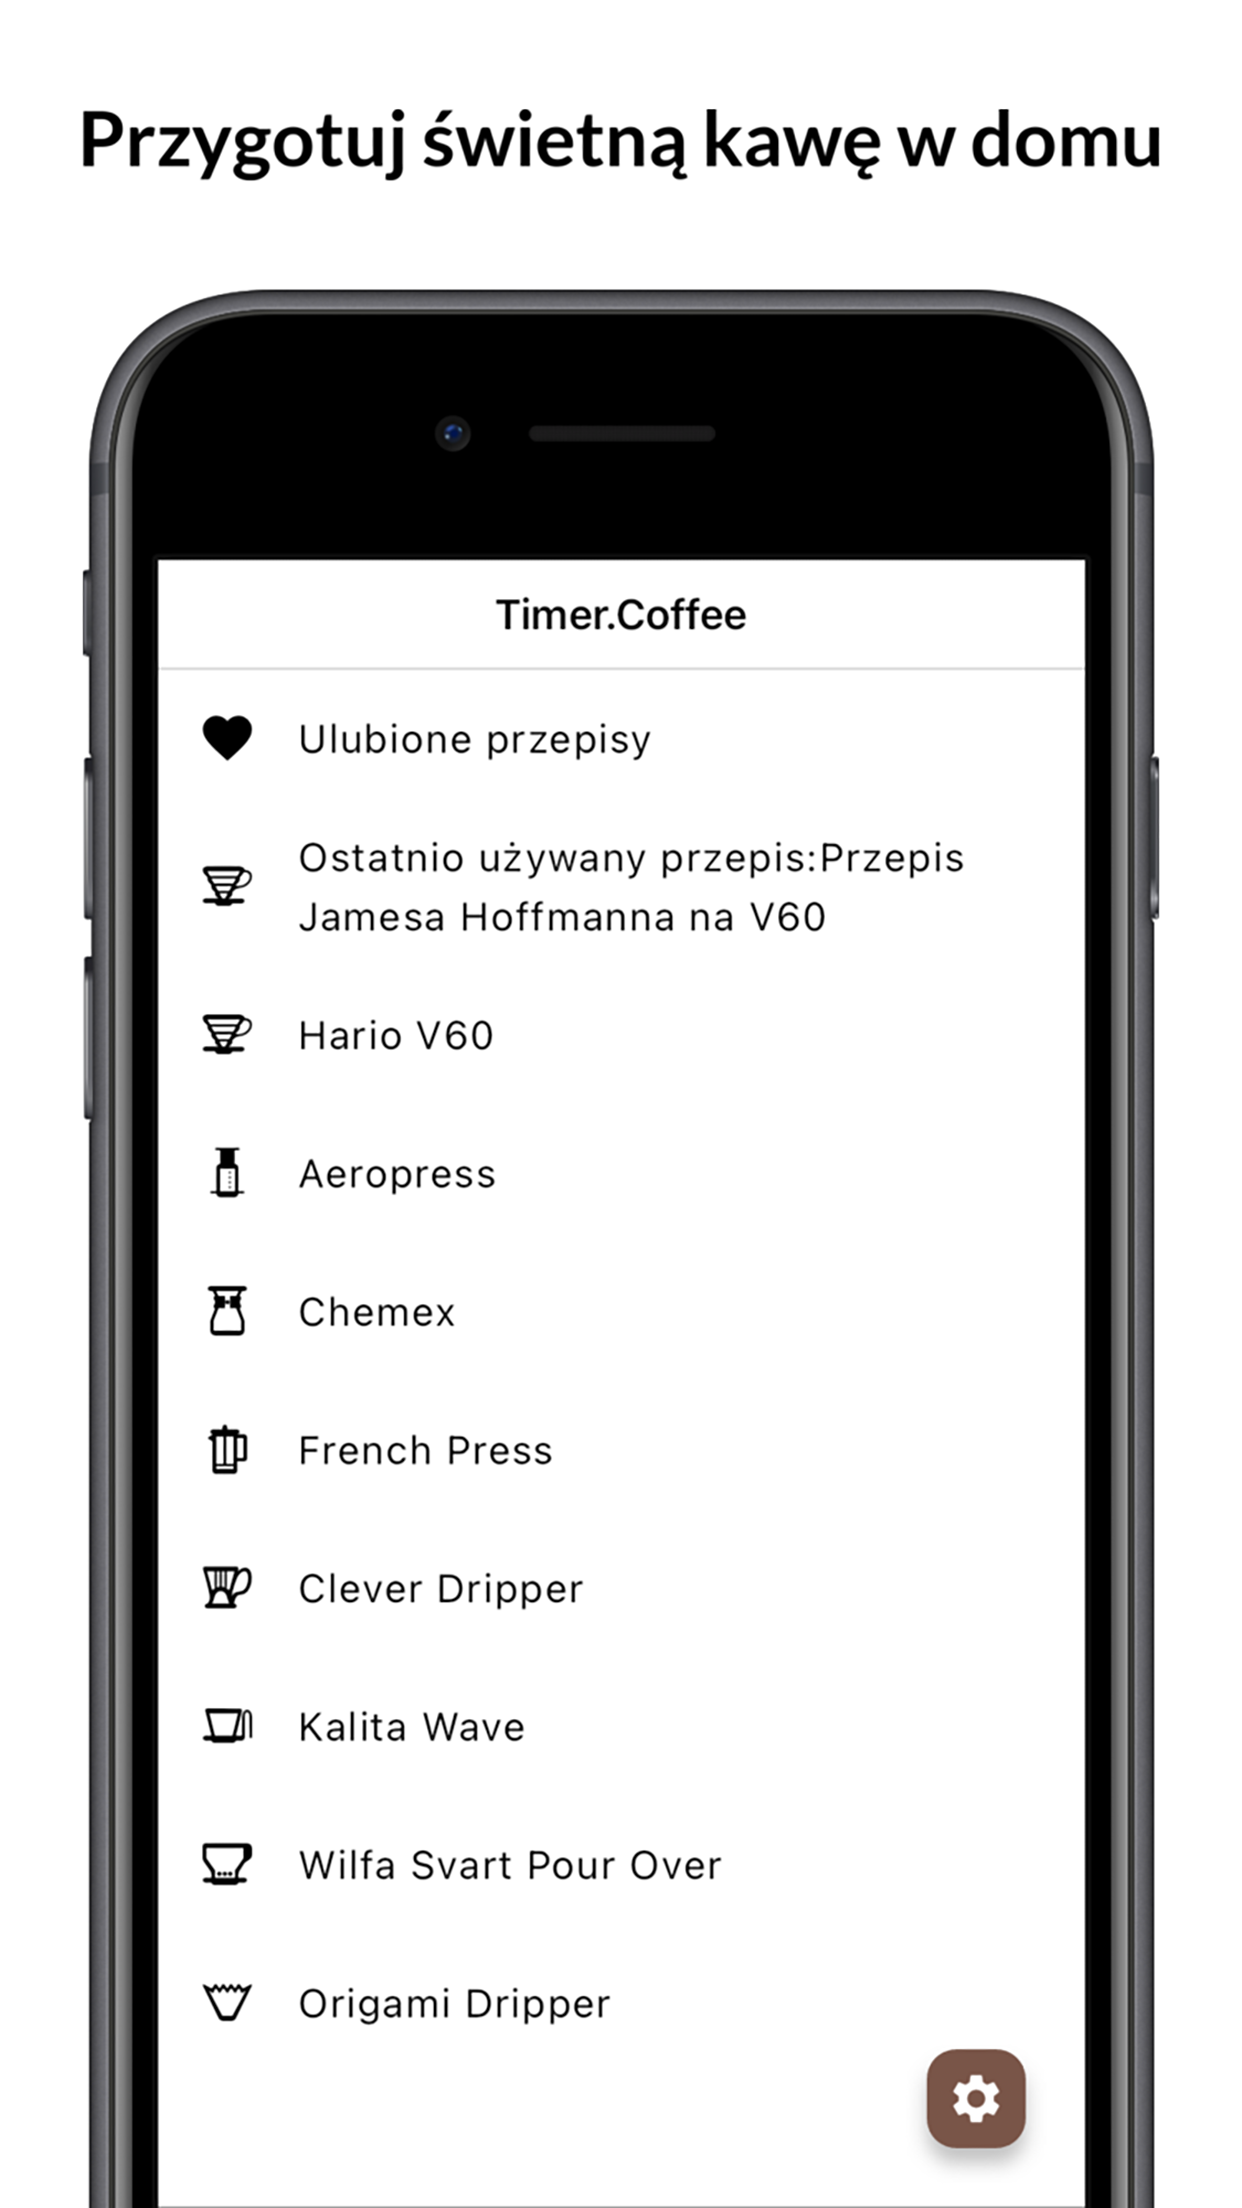 Przygotuj świetną kawę w domu
Timer.Coffee
Ulubione przepisy
Ostatnio używany przepis:Przepis
Jamesa Hoffmanna na V60
Hario V60
Aeropress
Chemex
French Press
Clever Dripper
Kalita Wave
Wilfa Svart Pour Over
Origami Dripper